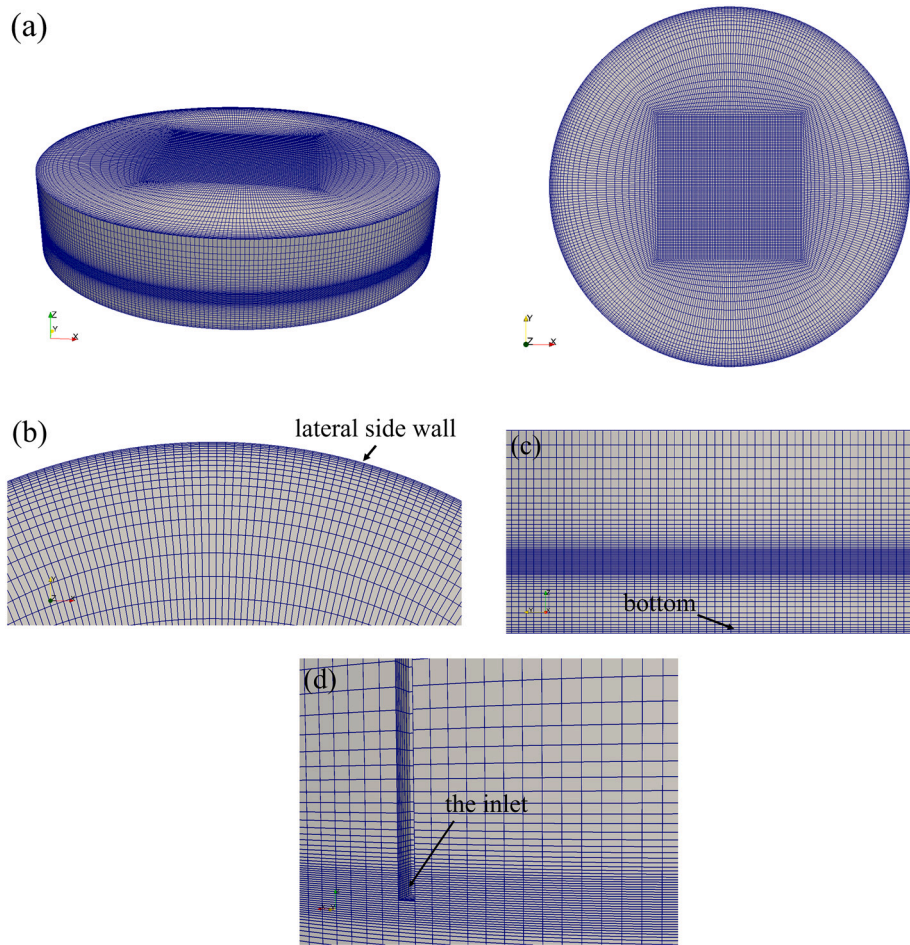 (a)
Z
Y
X
Y
Z
X
(b)
lateral side wall
Y
Z
X
(c)
Z
Y
X
bottom
(d)
the inlet